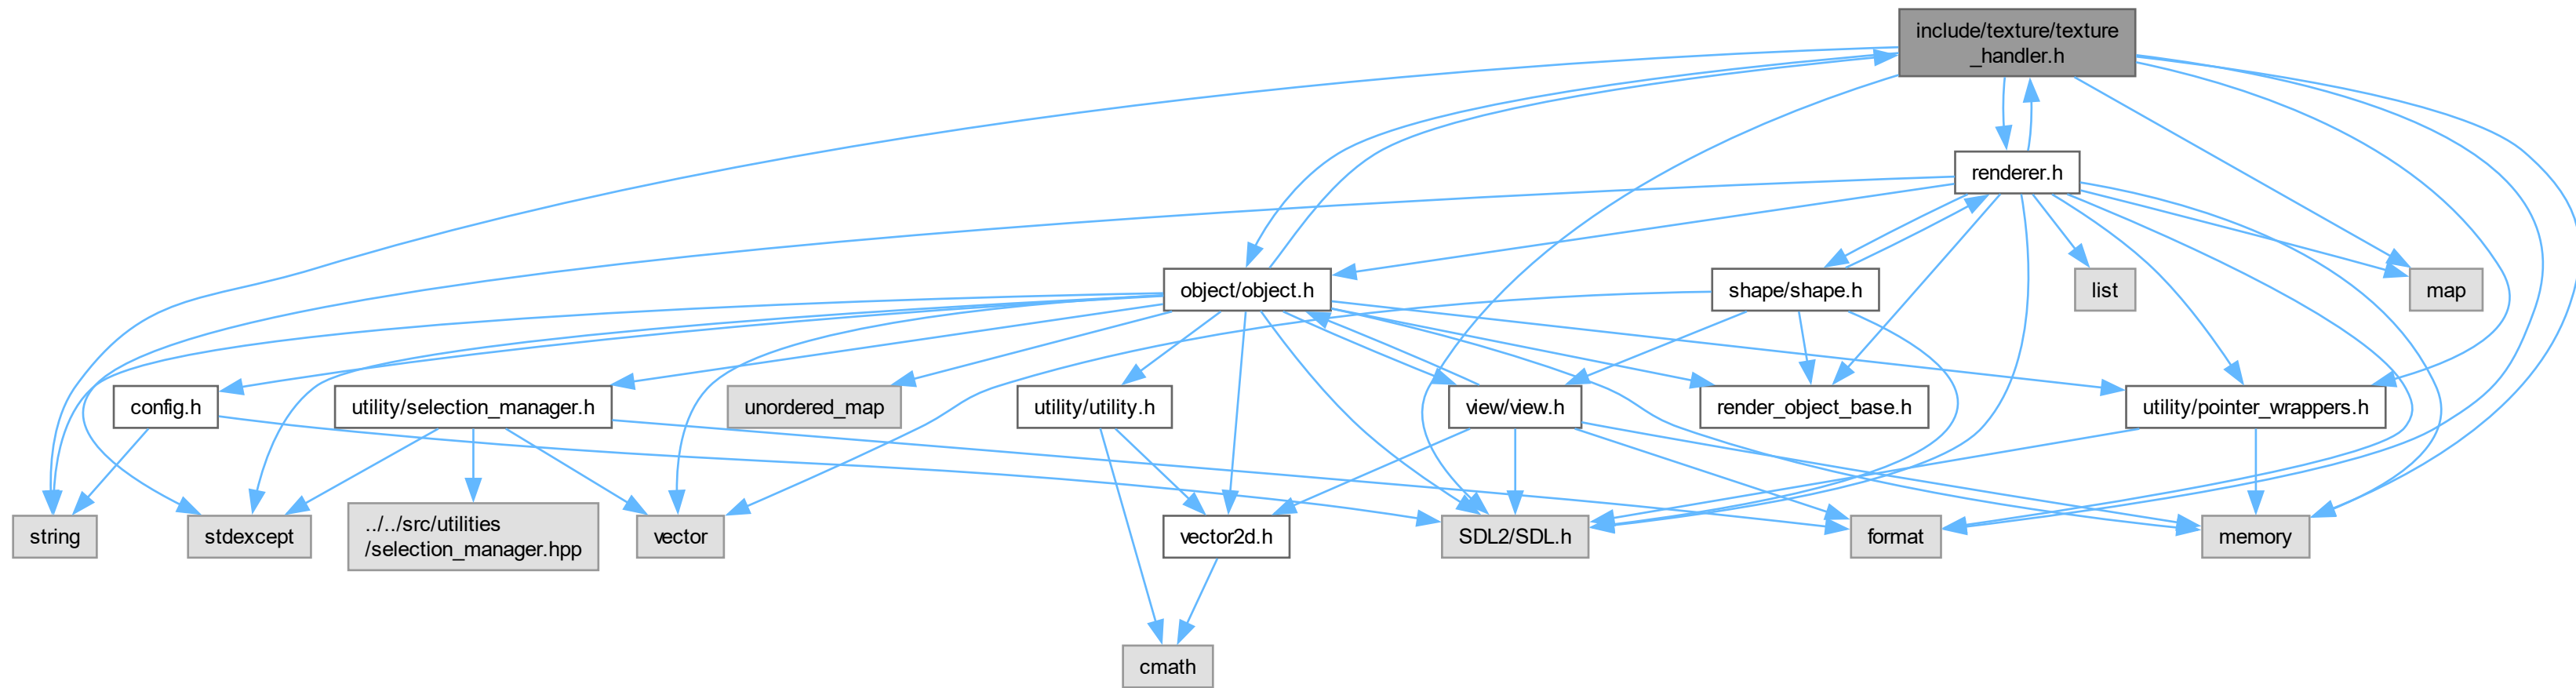 include/texture/texture
_handler.h
renderer.h
object/object.h
shape/shape.h
list
map
config.h
utility/selection_manager.h
unordered_map
utility/utility.h
view/view.h
render_object_base.h
utility/pointer_wrappers.h
string
stdexcept
../../src/utilities
/selection_manager.hpp
vector
vector2d.h
SDL2/SDL.h
format
memory
cmath